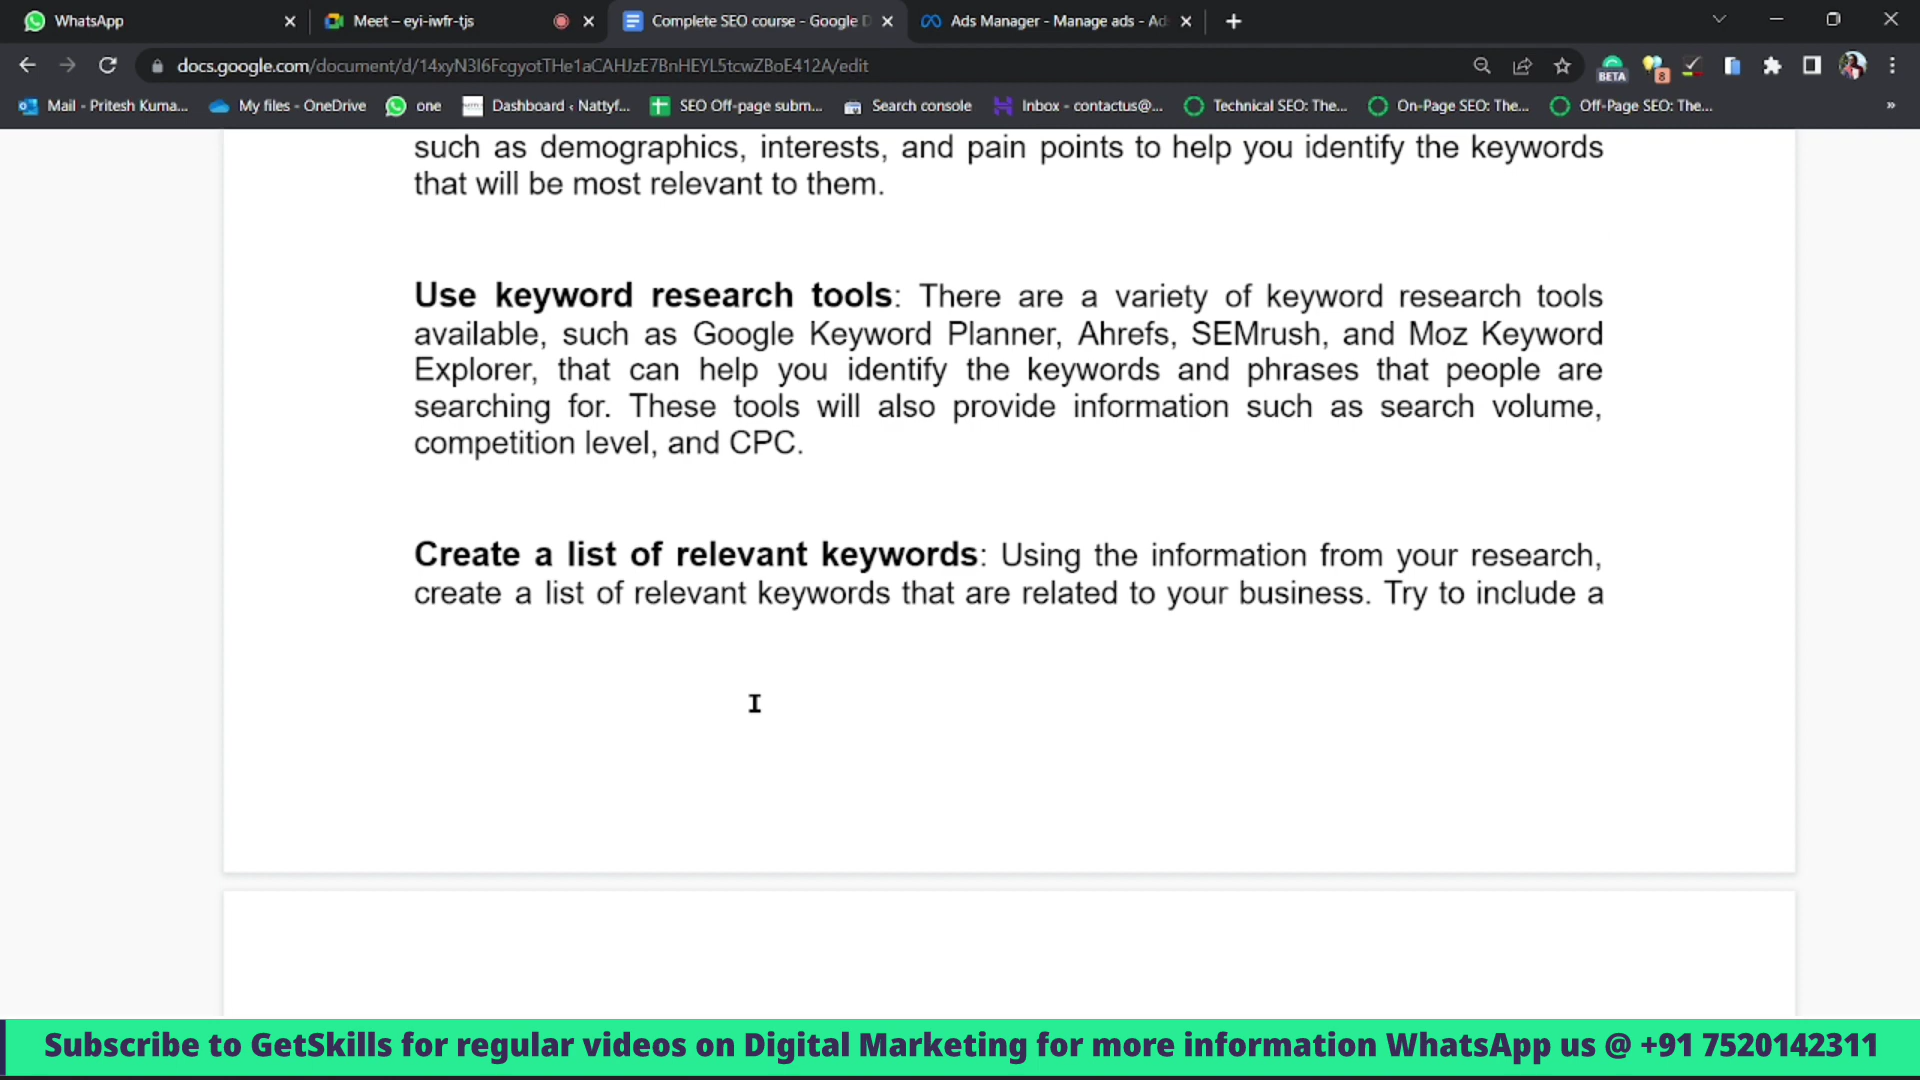 WhatsApp
Meet – eyi-iwfr-tjs
Complete SEO course - Google D
Ads Manager - Manage ads - Ad
docs.google.com/document/d/14xyN3I6FcgyotTHe1aCAHJzE7BnHEYL5tcwZBoE412A/edit
BETA
8
Mail - Pritesh Kuma...
My files - OneDrive
one
Dashboard ‹ Nattyf...
SEO Off-page subm...
Search console
Inbox - contactus@...
Technical SEO: The...
On-Page SEO: The...
Off-Page SEO: The...
»
such as demographics, interests, and pain points to help you identify the keywords
that will be most relevant to them.
Use keyword research tools: There are a variety of keyword research tools
available, such as Google Keyword Planner, Ahrefs, SEMrush, and Moz Keyword
Explorer, that can help you identify the keywords and phrases that people are
searching for. These tools will also provide information such as search volume,
competition level, and CPC.
Create a list of relevant keywords: Using the information from your research,
create a list of relevant keywords that are related to your business. Try to include a
Subscribe to GetSkills for regular videos on Digital Marketing for more information WhatsApp us @ +91 7520142311